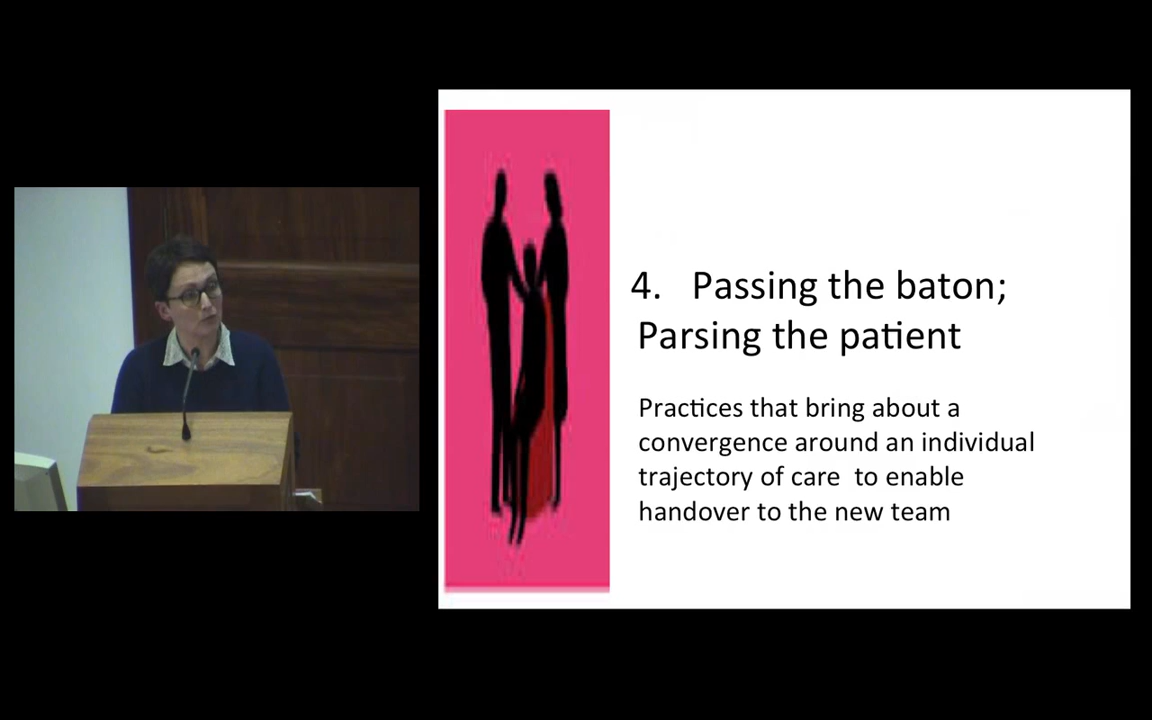 4. Passing the baton;
Parsing the patient
Practices that bring about a
convergence around an individual
trajectory of care to enable
handover to the new team